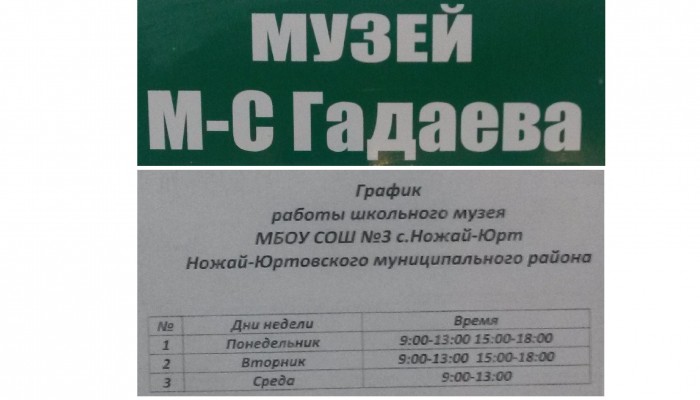 МУЗЕЙ
М-С Гадаева
График
работы школьного музея
МБОУ СОШ №3 с.Ножай-Юрт
Ножай-Юртовского муниципального района
№ Дни недели Время
1 Понедельник 9:00-13:00 15:00-18:00
2 Вторник 9:00-13:00 15:00-18:00
3 Среда 9:00-13:00